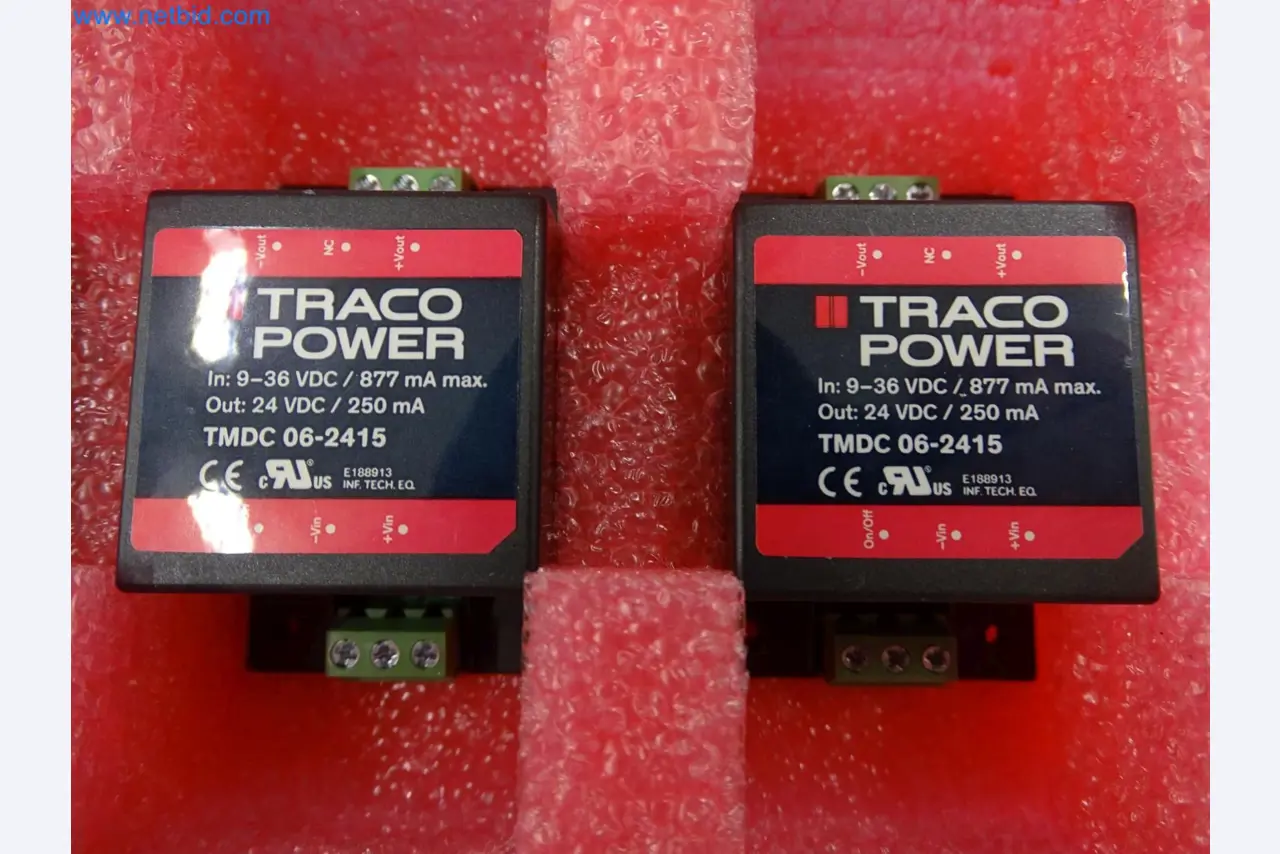 www.netbid.com
-Vout NC +Vout
TRACO
POWER
In: 9–36 VDC / 877 mA max.
Out: 24 VDC / 250 mA
TMDC 06-2415
CE c RU® US E188913
INF. TECH. EQ.
-Vin +Vin
-Vout NC +Vout
TRACO
POWER
In: 9–36 VDC / 877 mA max.
Out: 24 VDC / 250 mA
TMDC 06-2415
CE c RU® US E188913
INF. TECH. EQ.
On/Off -Vin +Vin